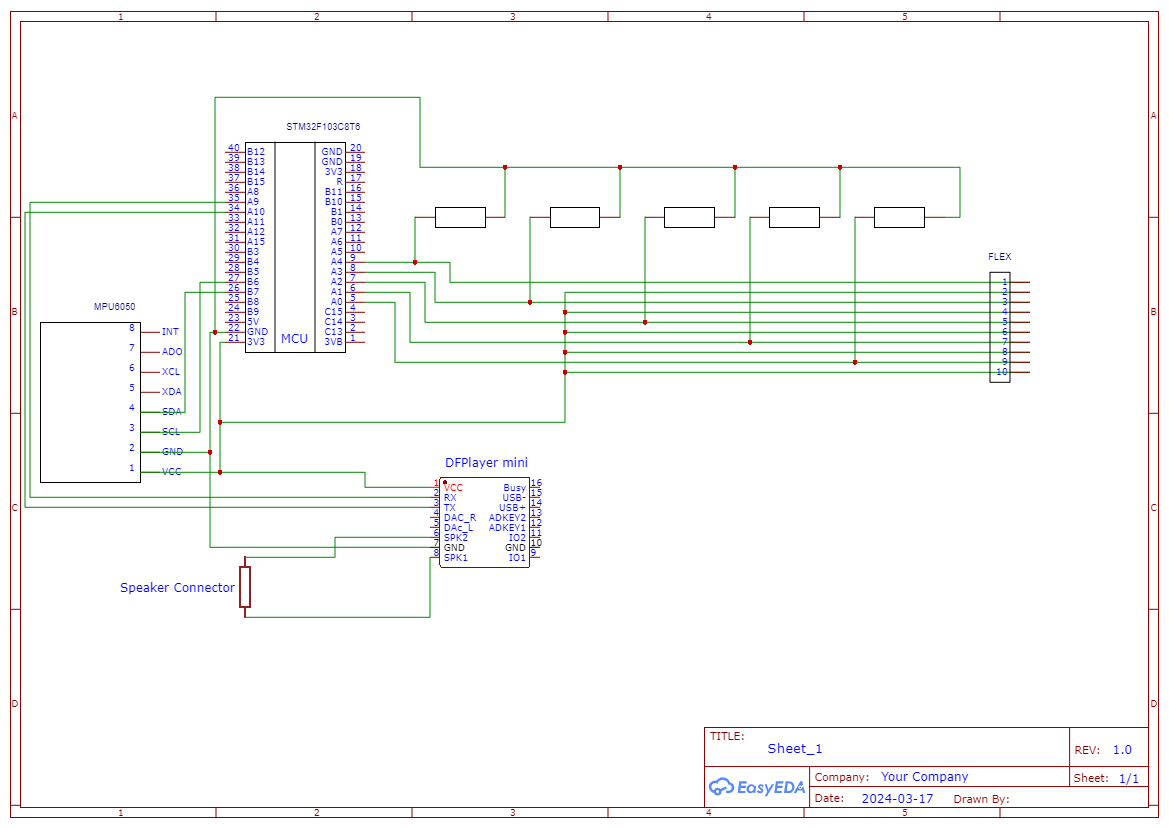 1 2 3 4 5
A A
STM32F103C8T6
40 B12 GND 20
39 B13 GND 19
38 B14 3V3 18
37 B15 R 17
36 A8 B11 16
35 A9 B10 15
34 A10 B1 14
33 A11 B0 13
32 A12 A7 12
31 A15 A6 11
30 B3 A5 10
29 B4 A4 9
28 B5 A3 8
27 B6 A2 7
26 B7 A1 6
25 B8 A0 5
24 B9 C15 4
23 5V C14 3
22 GND C13 2
21 3V3 3VB 1
MCU
FLEX
1
2
3
4
5
6
7
8
9
10
B B
MPU6050
8 INT
7 ADO
6 XCL
5 XDA
4 SDA
3 SCL
2 GND
1 VCC
DFPlayer mini
1 VCC Busy 16
2 RX USB- 15
3 TX USB+ 14
4 DAC_R ADKEY2 13
5 DAc_L ADKEY1 12
6 SPK2 IO2 11
7 GND GND 10
8 SPK1 IO1 9
C C
Speaker Connector
D D
TITLE:
Sheet_1
REV: 1.0
EasyEDA
Company: Your Company
Sheet: 1/1
Date: 2024-03-17 Drawn By:
1 2 3 4 5